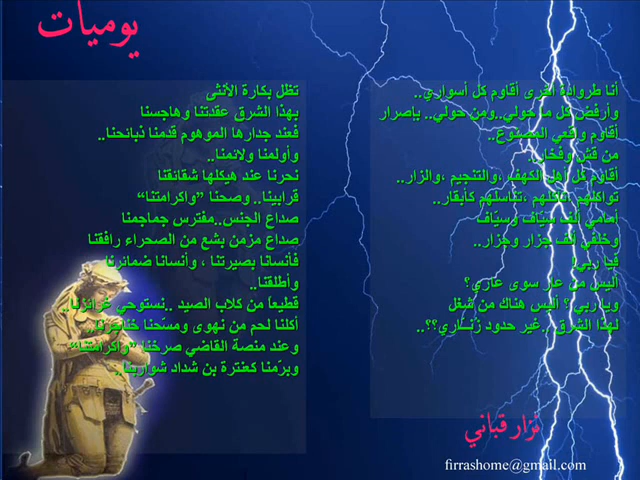 يوميات
أنا طروادة أخرى أقاوم كل أسواري..
وأرفض كل ما حولي..ومن حولي.. بإصرار
أقاوم واقعي المصنوع..
من قش وفخار..
أقاوم كل أهل الكهف ،والتنجيم ،والزار..
تواكلهم ،تآكلهم ،تناسلهم كأبقار..
أمامي ألف سياف وسياف
وخلفي ألف جزار وجزار..
فيا ربي!
أليس من عار سوى عاري؟
ويا ربي ؟ أليس هناك من شغل
لهذا الشرق ..غير حدود زنـــاري؟؟..
تظل بكارة الأنثى
بهذا الشرق عقدتنا وهاجسنا
فعند جدارها الموهوم قدمنا ذبائحنا..
وأولمنا ولائمنا..
نحرنا عند هيكلها شقائقنا
قرابينا.. وصحنا “واكرامتنا”
صداع الجنس..مفترس جماجمنا
صداع مزمن بشع من الصحراء رافقنا
فأنسانا بصيرتنا ، وأنسانا ضمائرنا
وأطلقنا..
قطيعا من كلاب الصيد ..نستوحي غرائزنا..
أكلنا لحم من نهوى ومسحنا خناجرنا..
وعند منصة القاضي صرخنا “واكرامتنا”
وبرمنا كعنترة بن شداد شواربنا..
نزار قباني
firrashome@gmail.com